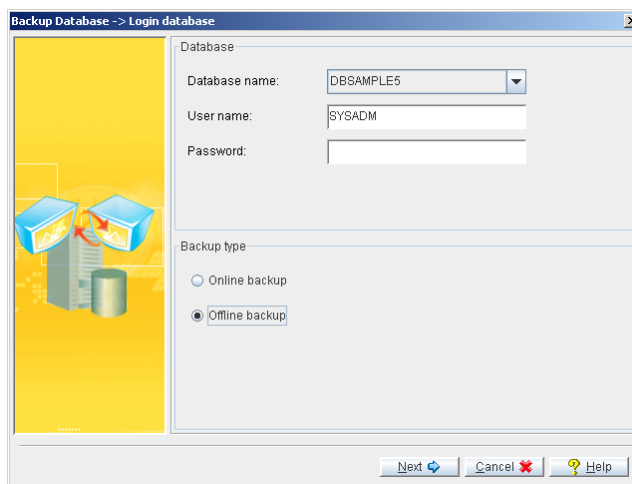 Backup Database -> Login database
Database
Database name:
DBSAMPLE5
User name:
SYSADM
Password:
Backup type
Online backup
Offline backup
Next
Cancel
Help